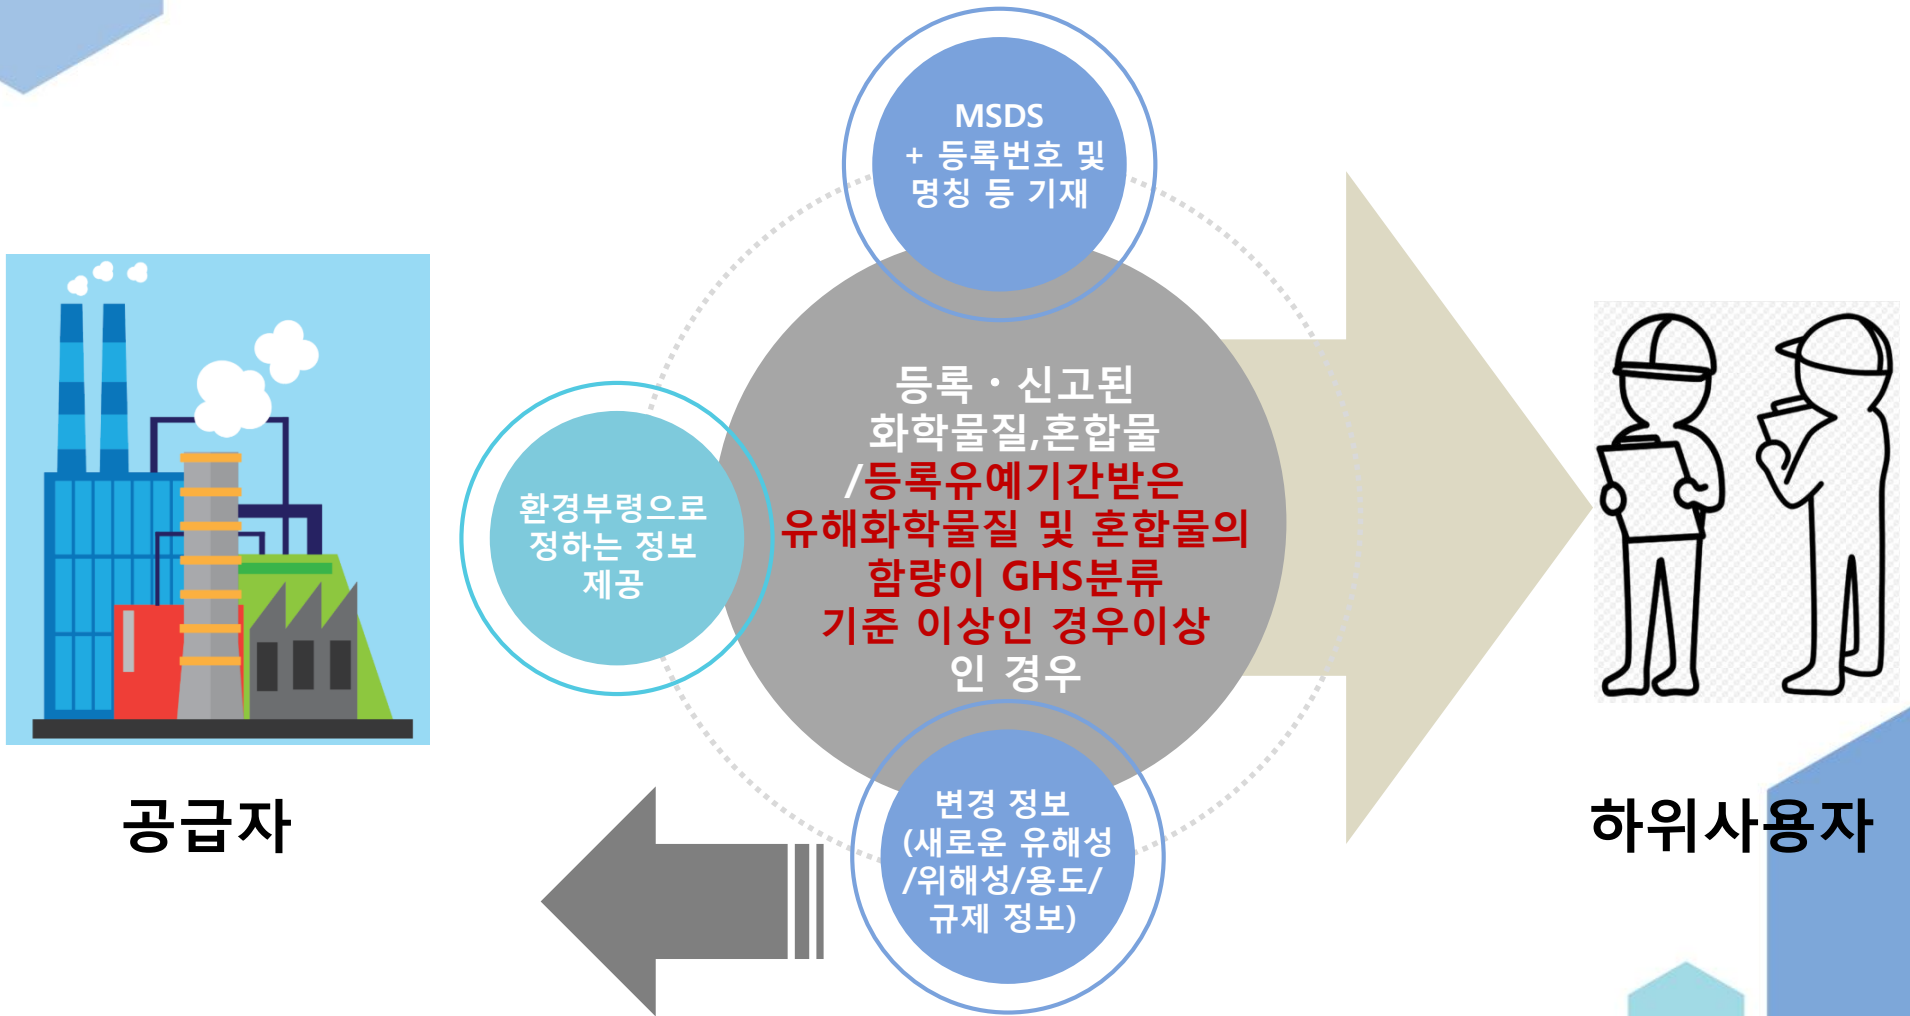 MSDS
+ 등록번호 및
명칭 등 기재
등록・신고된
화학물질,혼합물
/등록유예기간받은
유해화학물질 및 혼합물의
함량이 GHS분류
기준 이상인 경우이상
인 경우
환경부령으로
정하는 정보
제공
변경 정보
(새로운 유해성
/위해성/용도/
규제 정보)
공급자
하위사용자